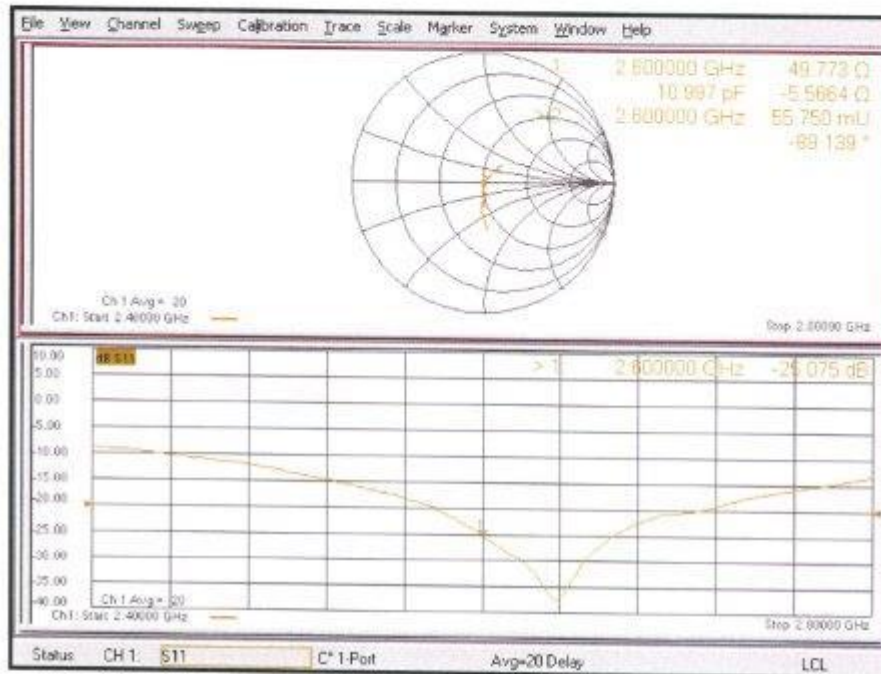 File View Channel Sweep Calibration Trace Scale Marker System Window Help
1 2.600000 GHz 49.773 Ω
10.997 pF -5.5664 Ω
>2 2.600000 GHz 55.750 mU
-89.139 °
Ch 1 Avg = 20
Ch1: Start 2.40000 GHz
Stop 2.80000 GHz
10.00
dB S11
> 1 2.600000 GHz -25.075 dB
5.00
0.00
-5.00
-10.00
-15.00
-20.00
-25.00
1
-30.00
-35.00
-40.00
Ch 1 Avg = 20
Ch1: Start 2.40000 GHz
Stop 2.80000 GHz
Status CH 1: S11 C* 1-Port Avg=20 Delay LCL